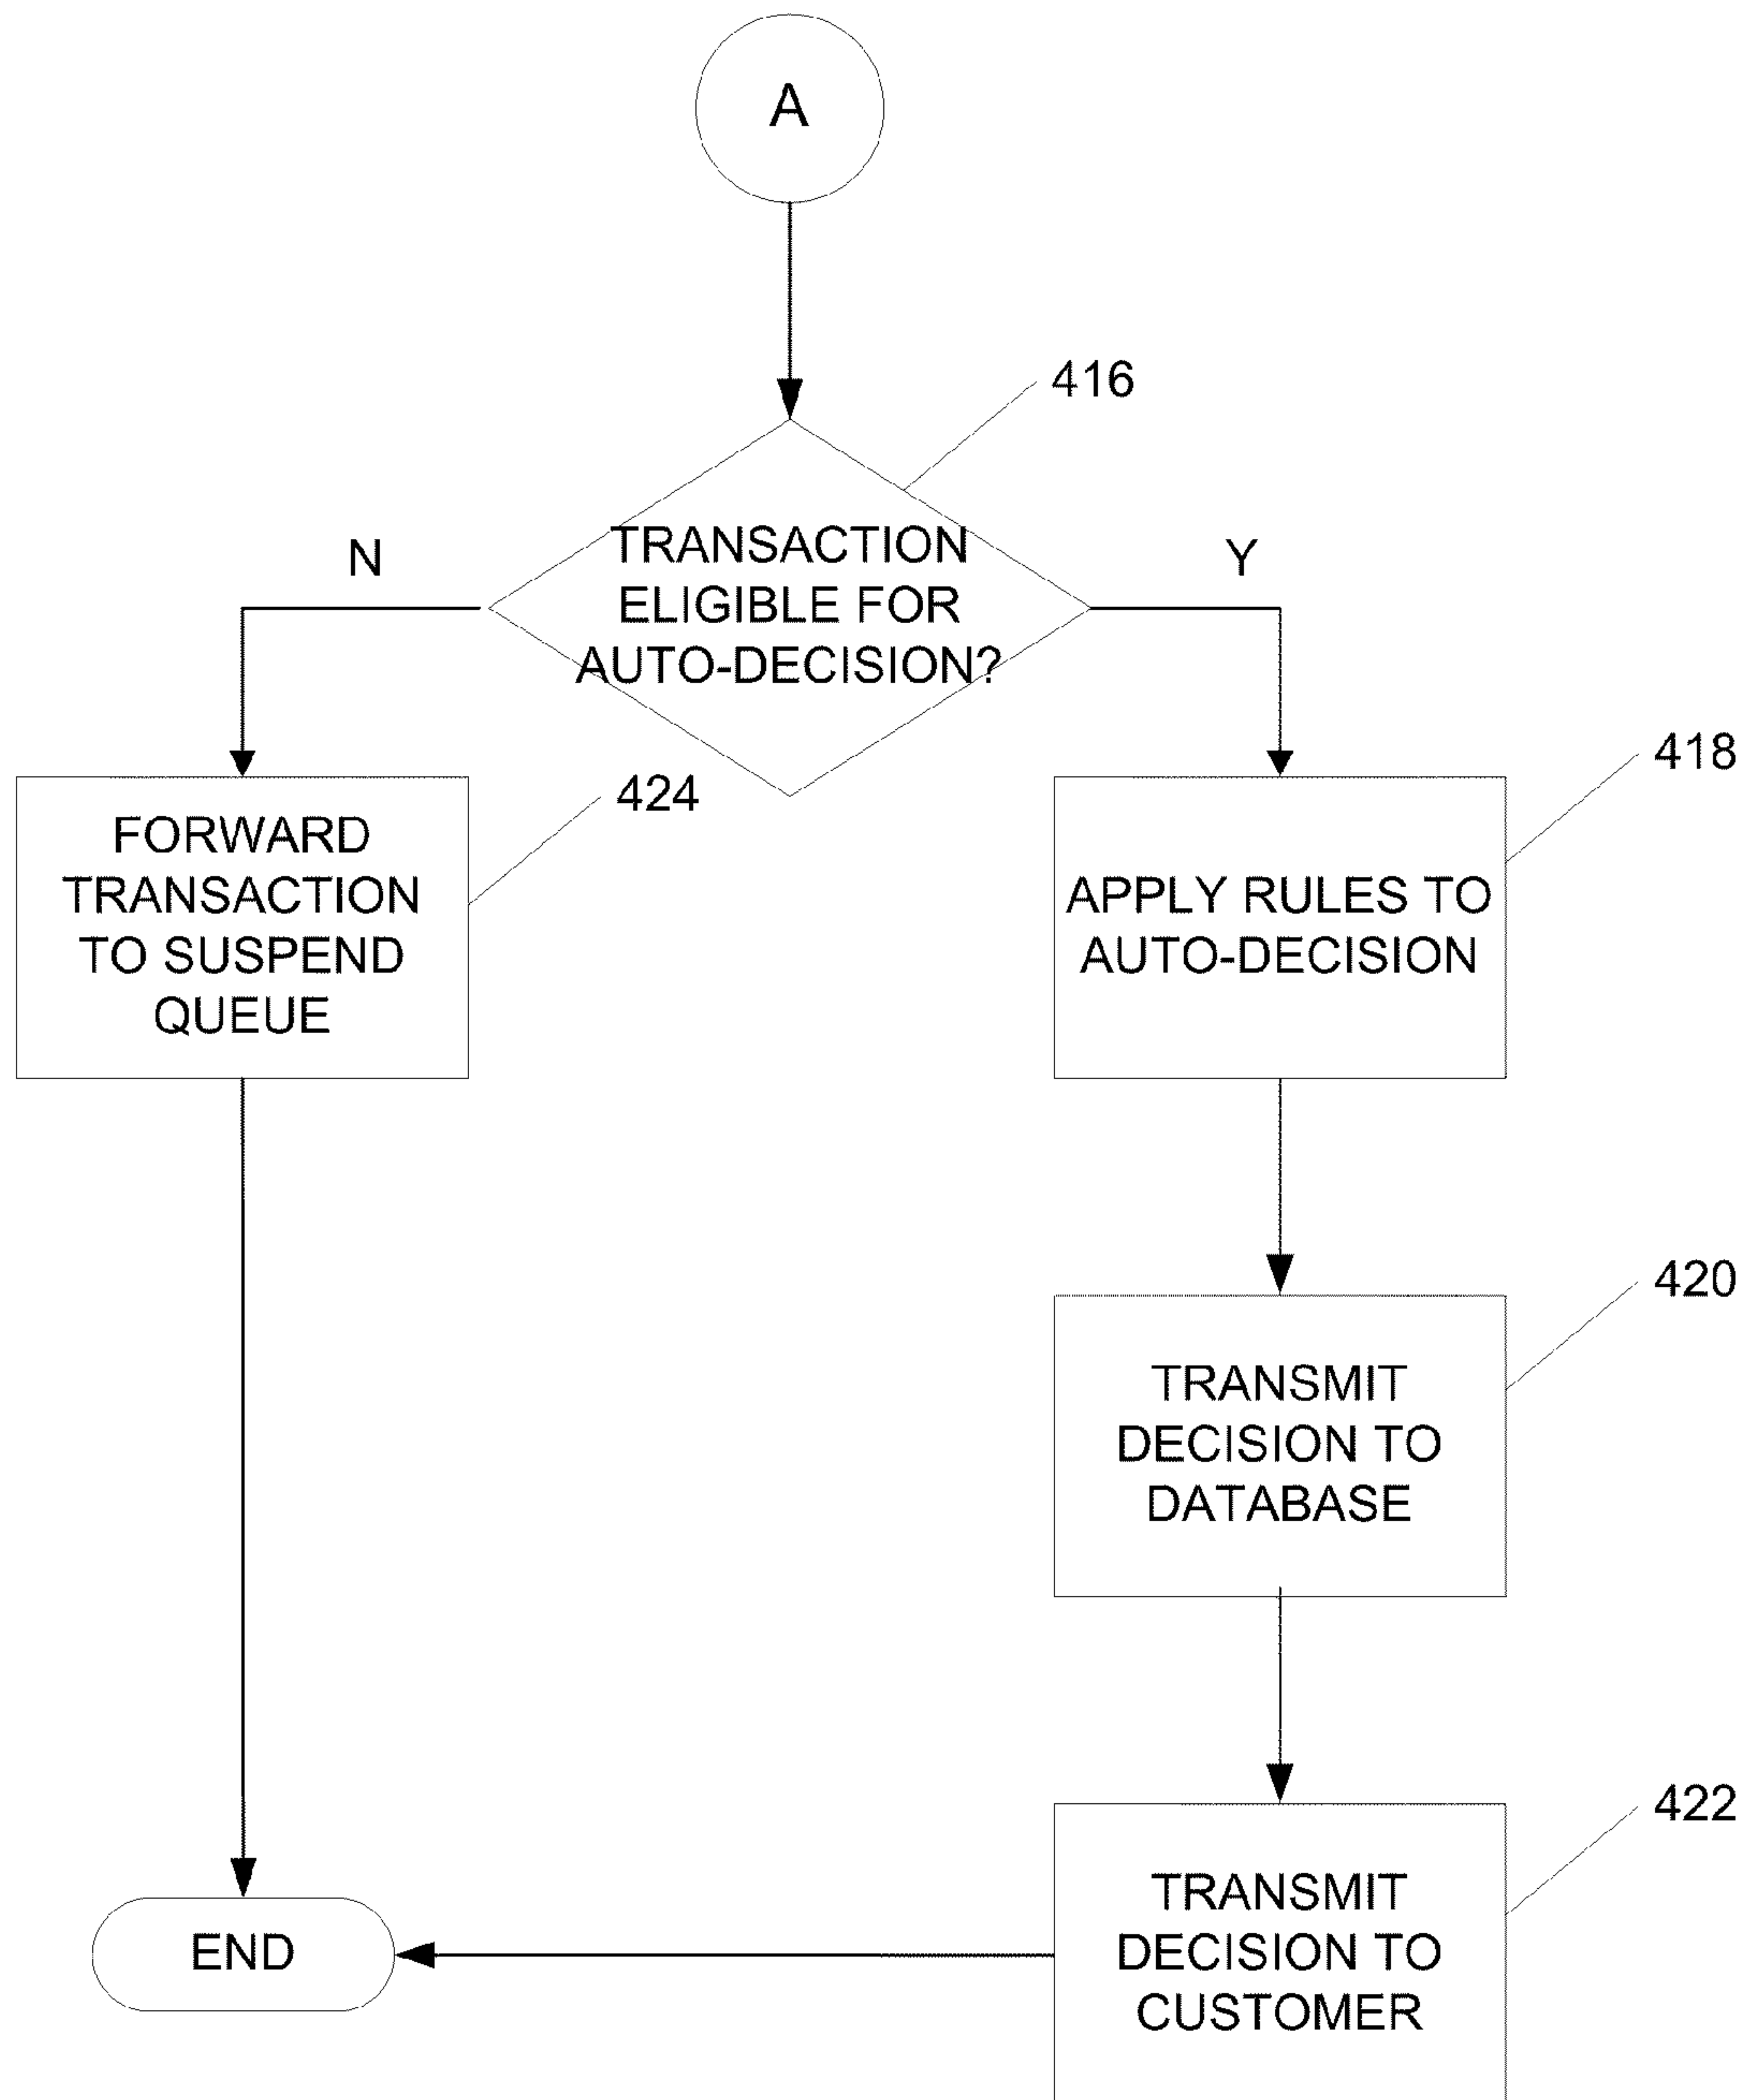 A
416
N
TRANSACTION
ELIGIBLE FOR
AUTO-DECISION?
Y
424
FORWARD
TRANSACTION
TO SUSPEND
QUEUE
418
APPLY RULES TO
AUTO-DECISION
420
TRANSMIT
DECISION TO
DATABASE
422
TRANSMIT
DECISION TO
CUSTOMER
END